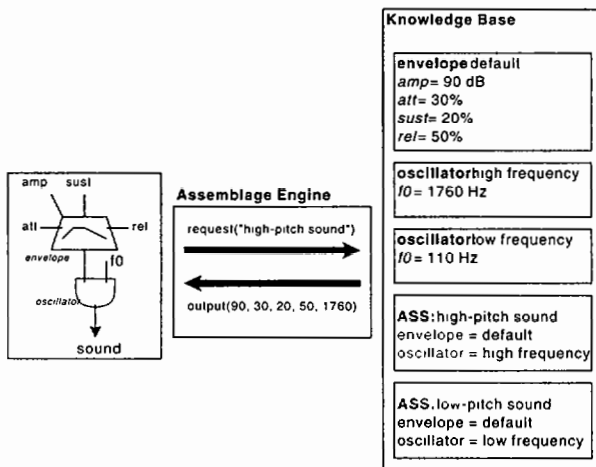 amp sust
att
rel
envelope
f0
oscillator
sound
Assemblage Engine
request("high-pitch sound")
output(90, 30, 20, 50, 1760)
Knowledge Base
envelope default
amp= 90 dB
att= 30%
sust= 20%
rel= 50%
oscillator high frequency
f0= 1760 Hz
oscillator low frequency
f0= 110 Hz
ASS:high-pitch sound
envelope = default
oscillator = high frequency
ASS.low-pitch sound
envelope = default
oscillator = low frequency